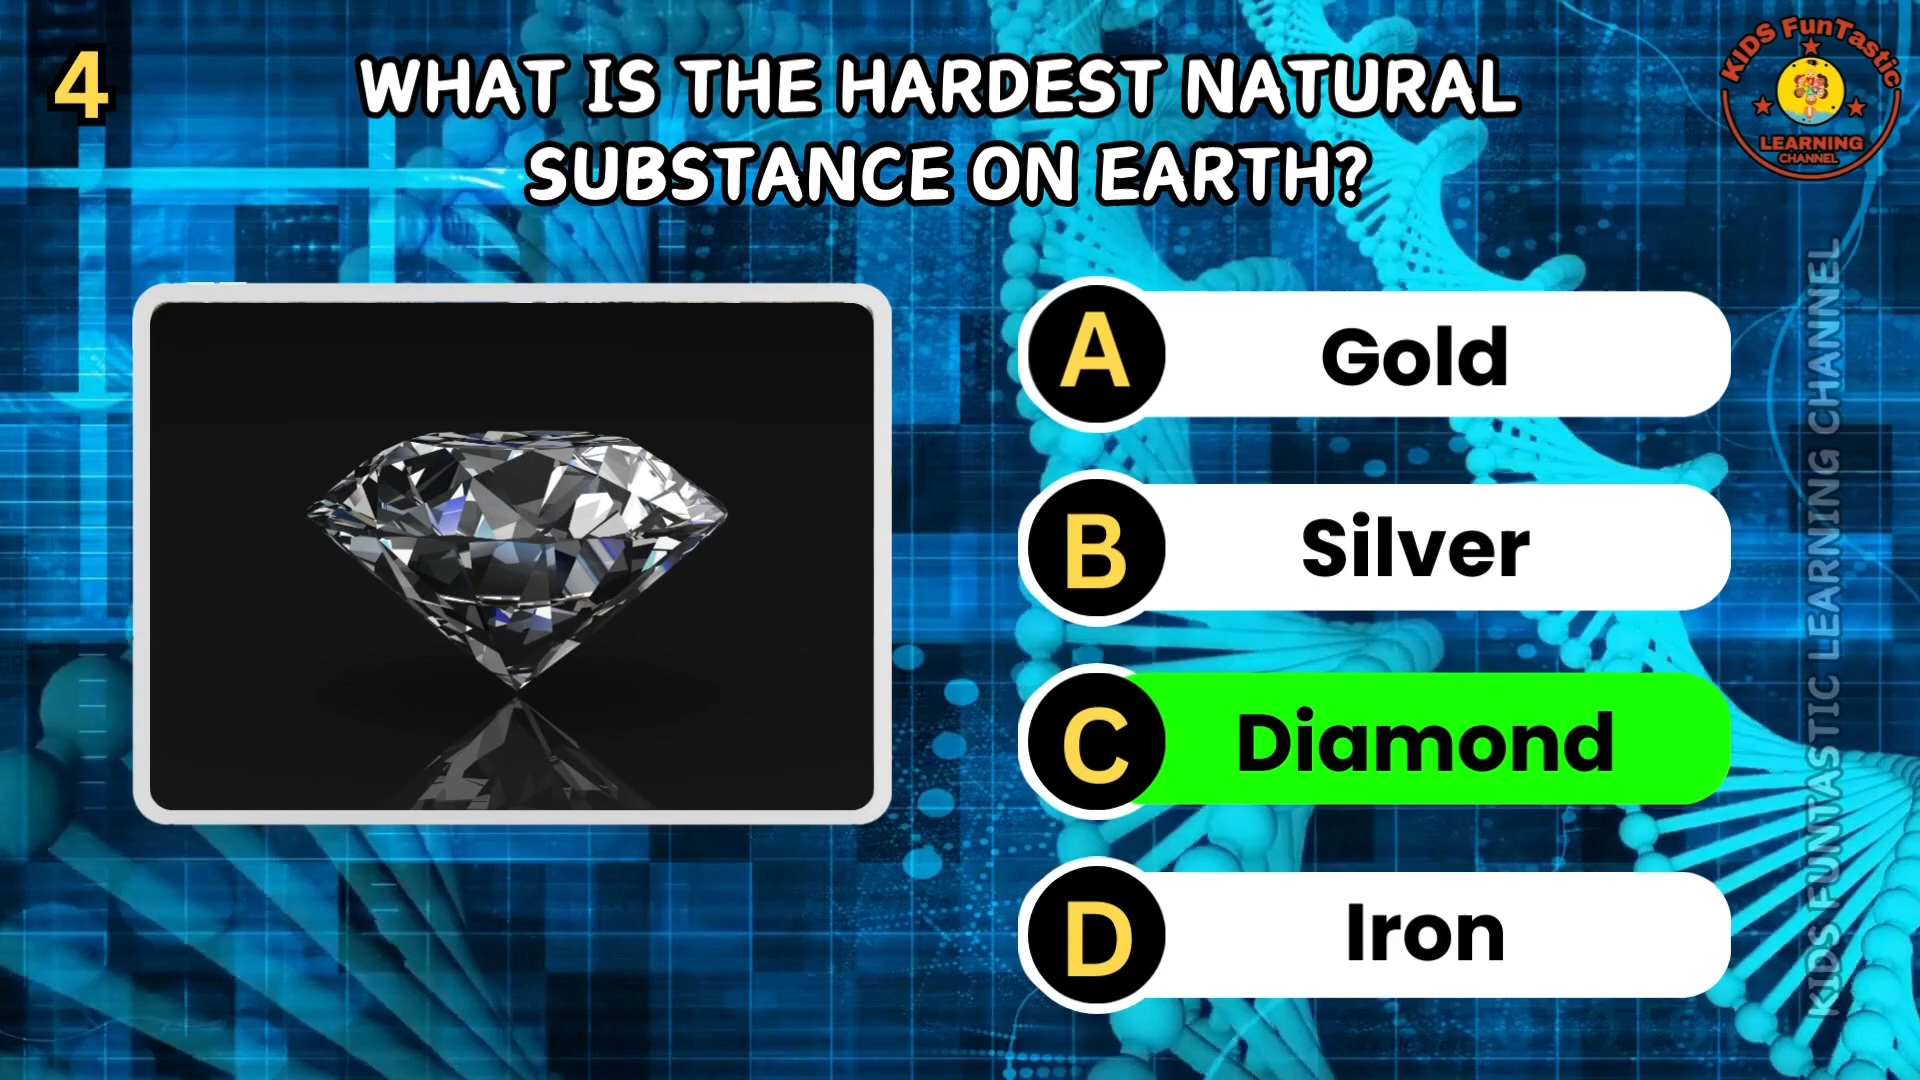 4
WHAT IS THE HARDEST NATURAL
SUBSTANCE ON EARTH?
KIDS FunTastic
LEARNING
CHANNEL
A Gold
B Silver
C Diamond
D Iron
KIDS FUNTASTIC LEARNING CHANNEL